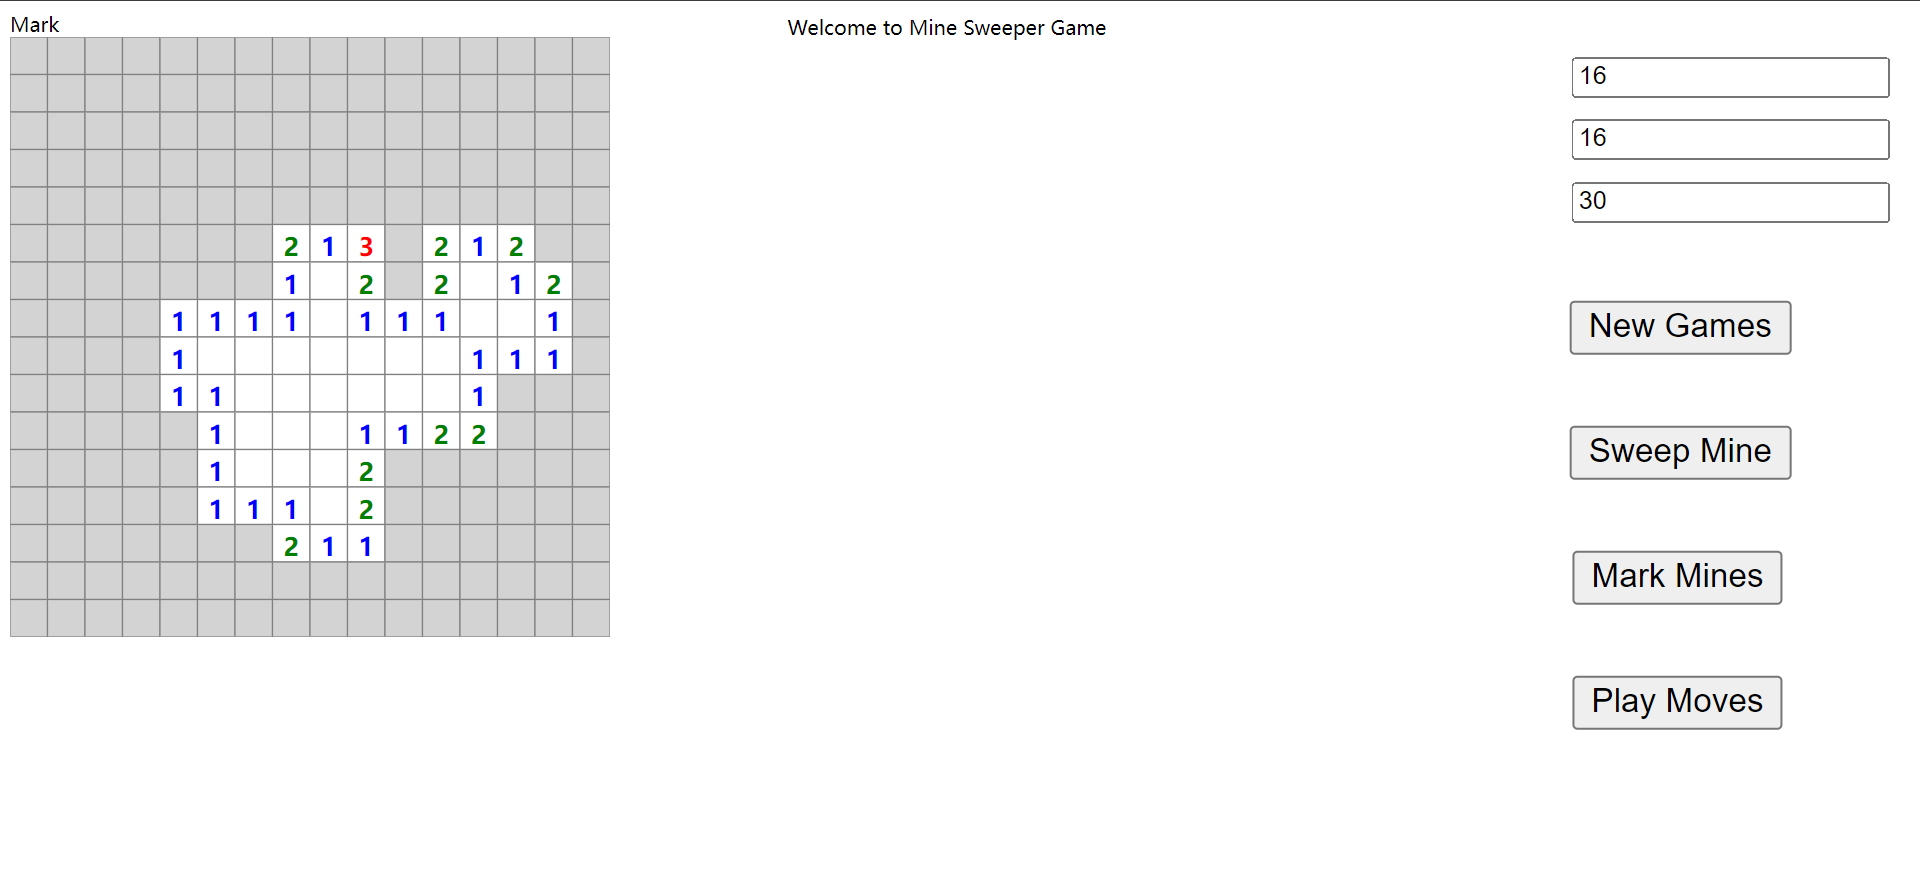 Mark
Welcome to Mine Sweeper Game
16
16
30
2 1 3 2 1 2
1 2 2 1 2
1 1 1 1 1 1 1 1
1 1 1 1
1 1 1
1 1 1 2 2
1 2
1 1 1 2
2 1 1
New Games
Sweep Mine
Mark Mines
Play Moves